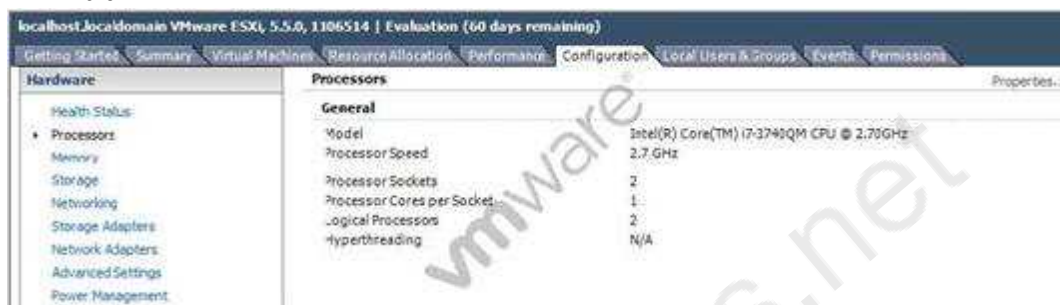 localhost.localdomain VMware ESXi, 5.5.0, 1106514 | Evaluation (60 days remaining)
Getting Started Summary Virtual Machines Resource Allocation Performance Configuration Local Users & Groups Events Permissions
Hardware
Health Status
Processors
Memory
Storage
Networking
Storage Adapters
Network Adapters
Advanced Settings
Power Management
Processors
Properties...
General
Model Intel(R) Core(TM) i7-3740QM CPU @ 2.70GHz
Processor Speed 2.7 GHz
Processor Sockets 2
Processor Cores per Socket 1
Logical Processors 2
Hyperthreading N/A
vmware
s.net